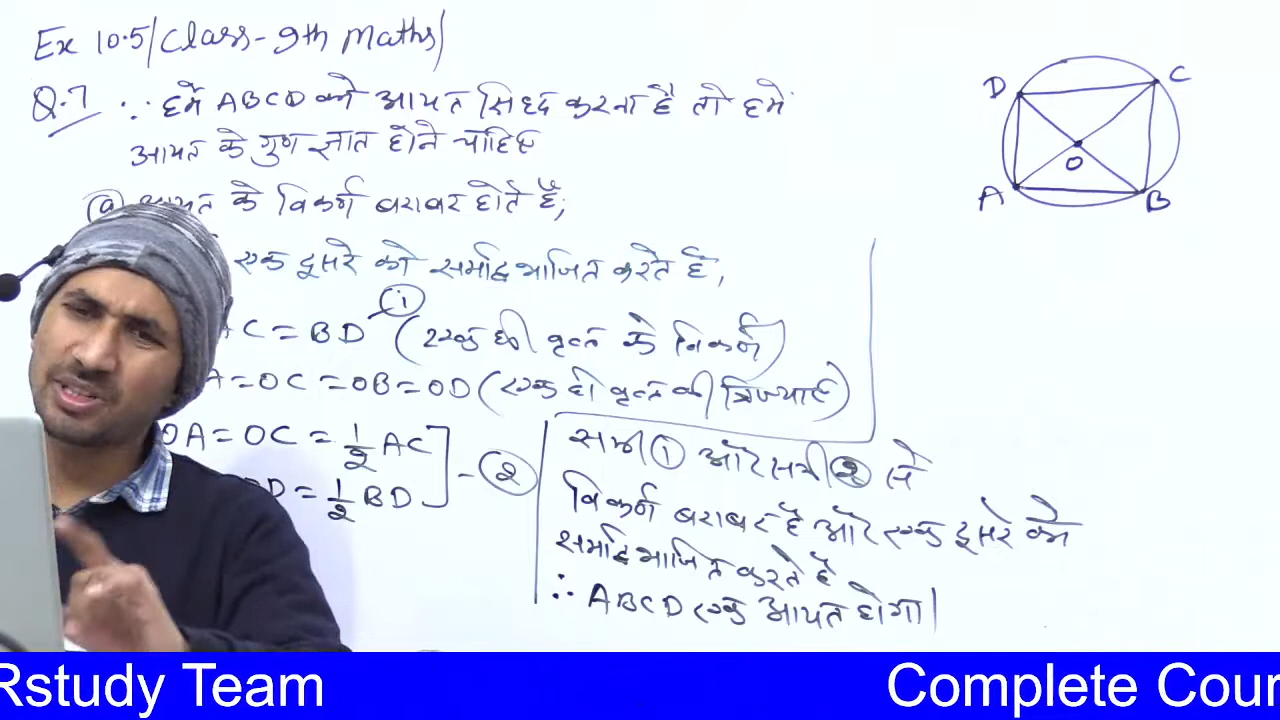 Ex 10.5/Class-9th Maths/
Q.7 ∵ हमें ABCD को आयत सिद्ध करना है तो हमे
आयत के गुण ज्ञात होने चाहिए
(a) आयत के विकर्ण बराबर होते हैं;
एक दूसरे को समद्विभाजित करते है,
AC = BD - (1) (एक ही वृत्त के विकर्ण)
A = OC = OB = OD (एक ही वृत्त की त्रिज्याएँ)
OA = OC = 1/2 AC
OD = 1/2 BD ] - (2)
समी (1) और समी (2) से
विकर्ण बराबर है और एक दूसरे को
समद्विभाजित करते है
∴ ABCD एक आयत होगा|
D C
O
A B
Rstudy Team Complete Cour